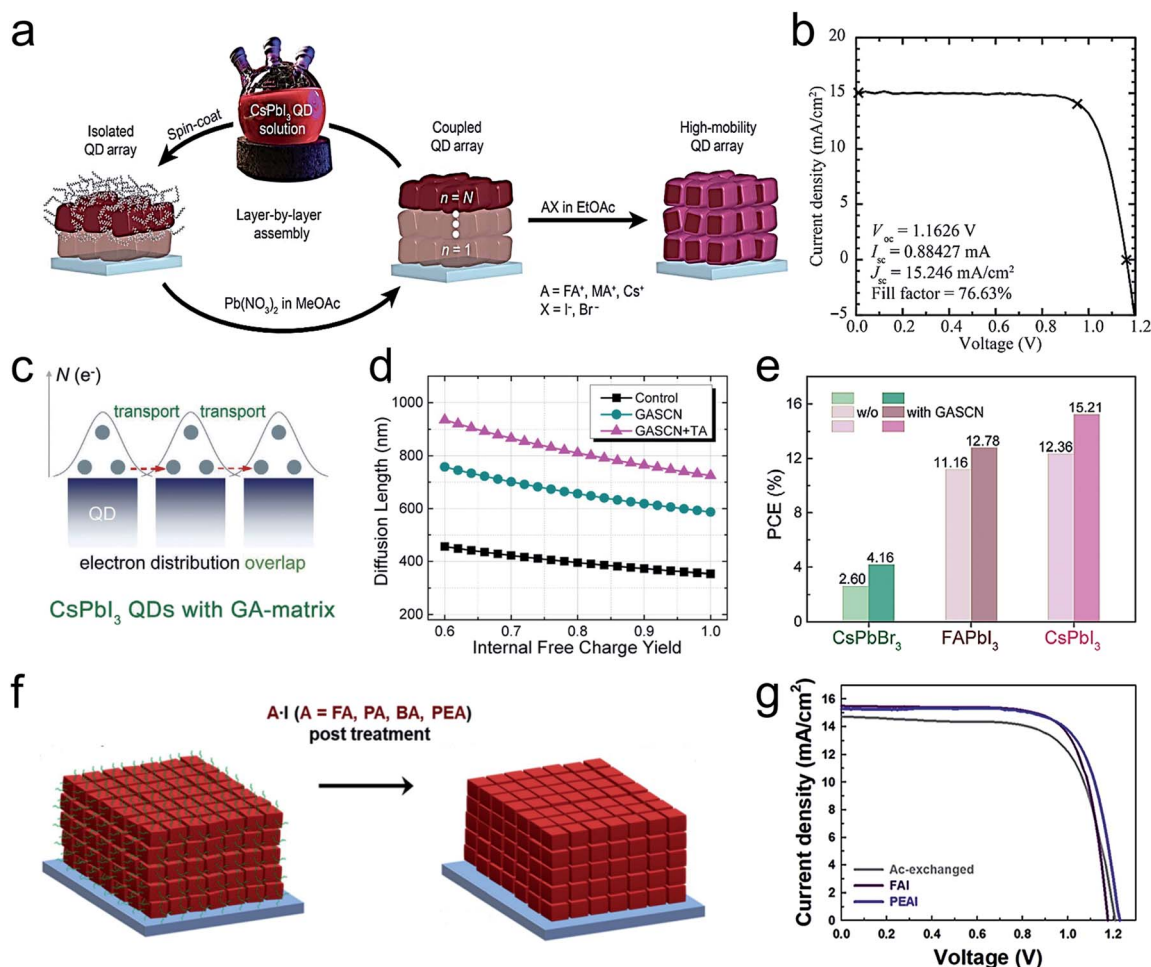 a
CsPbI₃ QD
solution
Spin-coat
Isolated
QD array
Layer-by-layer
assembly
Coupled
QD array
n = N
n = 1
High-mobility
QD array
AX in EtOAc
A = FA⁺, MA⁺, Cs⁺
X = I⁻, Br⁻
Pb(NO₃)₂ in MeOAc
b
Current density (mA/cm²)
20
15
10
5
0
−5
Voc = 1.1626 V
Isc = 0.88427 mA
Jsc = 15.246 mA/cm²
Fill factor = 76.63%
0.0 0.2 0.4 0.6 0.8 1.0 1.2
Voltage (V)
c
N (e⁻)
transport transport
QD
electron distribution overlap
CsPbI₃ QDs with GA-matrix
d
Diffusion Length (nm)
1000
800
600
400
200
Control
GASCN
GASCN+TA
0.6 0.7 0.8 0.9 1.0
Internal Free Charge Yield
e
PCE (%)
16
12
8
4
0
w/o with GASCN
2.60
4.16
11.16
12.78
12.36
15.21
CsPbBr₃ FAPbI₃ CsPbI₃
f
A·I (A = FA, PA, BA, PEA)
post treatment
g
Current density (mA/cm²)
16
14
12
10
8
6
4
2
0
Ac-exchanged
FAI
PEAI
0.0 0.2 0.4 0.6 0.8 1.0 1.2
Voltage (V)